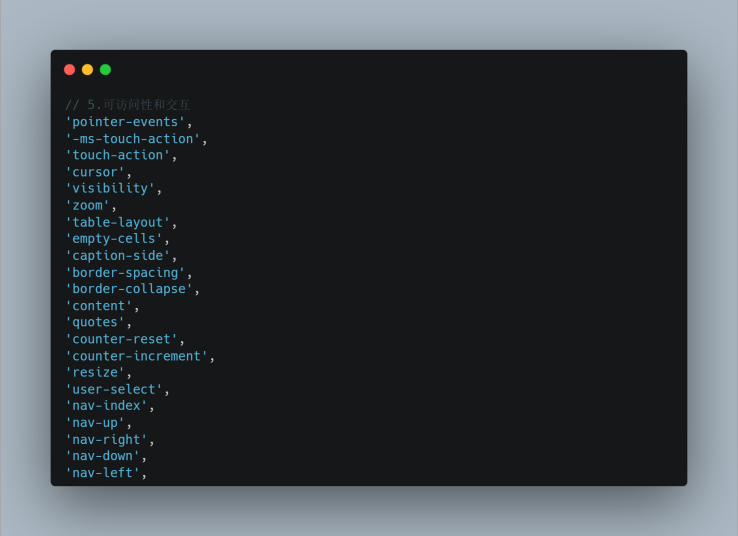 // 5.可访问性和交互
'pointer-events',
'-ms-touch-action',
'touch-action',
'cursor',
'visibility',
'zoom',
'table-layout',
'empty-cells',
'caption-side',
'border-spacing',
'border-collapse',
'content',
'quotes',
'counter-reset',
'counter-increment',
'resize',
'user-select',
'nav-index',
'nav-up',
'nav-right',
'nav-down',
'nav-left',